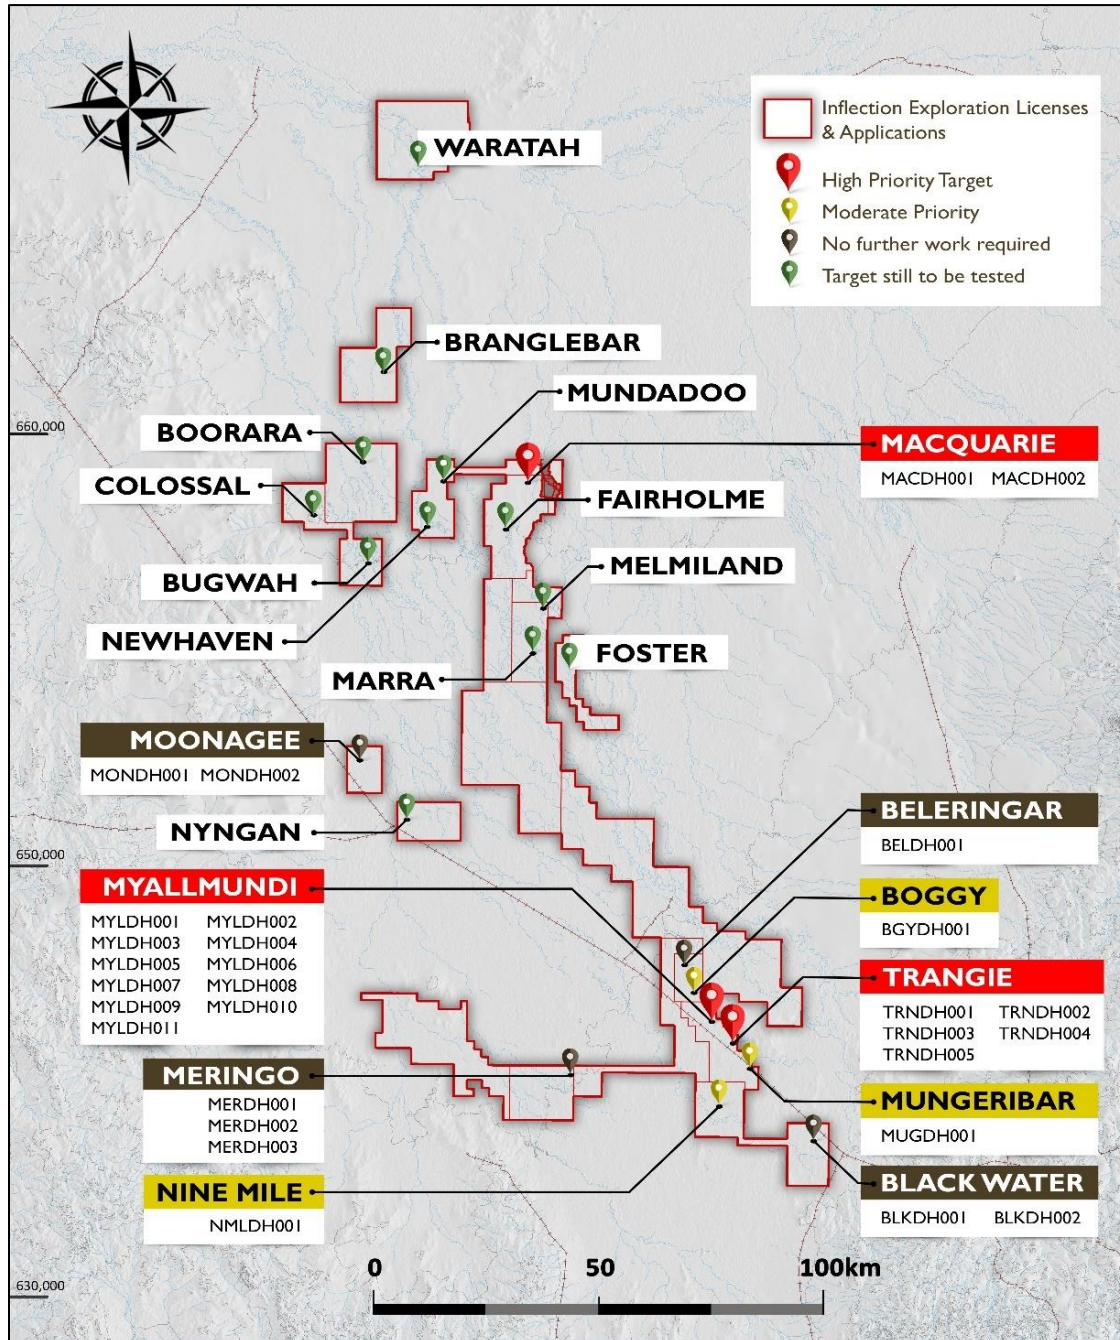 Inflection Exploration Licenses
& Applications
High Priority Target
Moderate Priority
No further work required
Target still to be tested
WARATAH
BRANGLEBAR
MUNDADOO
660,000
BOORARA
MACQUARIE
MACDH001 MACDH002
COLOSSAL
FAIRHOLME
BUGWAH
MELMILAND
NEWHAVEN
FOSTER
MARRA
MOONAGEE
MONDH001 MONDH002
NYNGAN
BELERINGAR
BELDH001
650,000
MYALLMUNDI
MYLDH001 MYLDH002
MYLDH003 MYLDH004
MYLDH005 MYLDH006
MYLDH007 MYLDH008
MYLDH009 MYLDH010
MYLDH011
BOGGY
BGYDH001
TRANGIE
TRNDH001 TRNDH002
TRNDH003 TRNDH004
TRNDH005
MERINGO
MERDH001
MERDH002
MERDH003
MUNGERIBAR
MUGDH001
NINE MILE
NMLDH001
BLACK WATER
BLKDH001 BLKDH002
0 50 100km
630,000